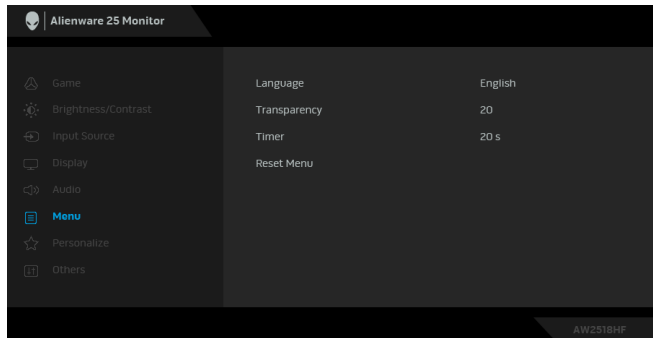 Alienware 25 Monitor
Game
Language English
Brightness/Contrast
Transparency 20
Input Source
Timer 20 s
Display
Reset Menu
Audio
Menu
Personalize
Others
AW2518HF